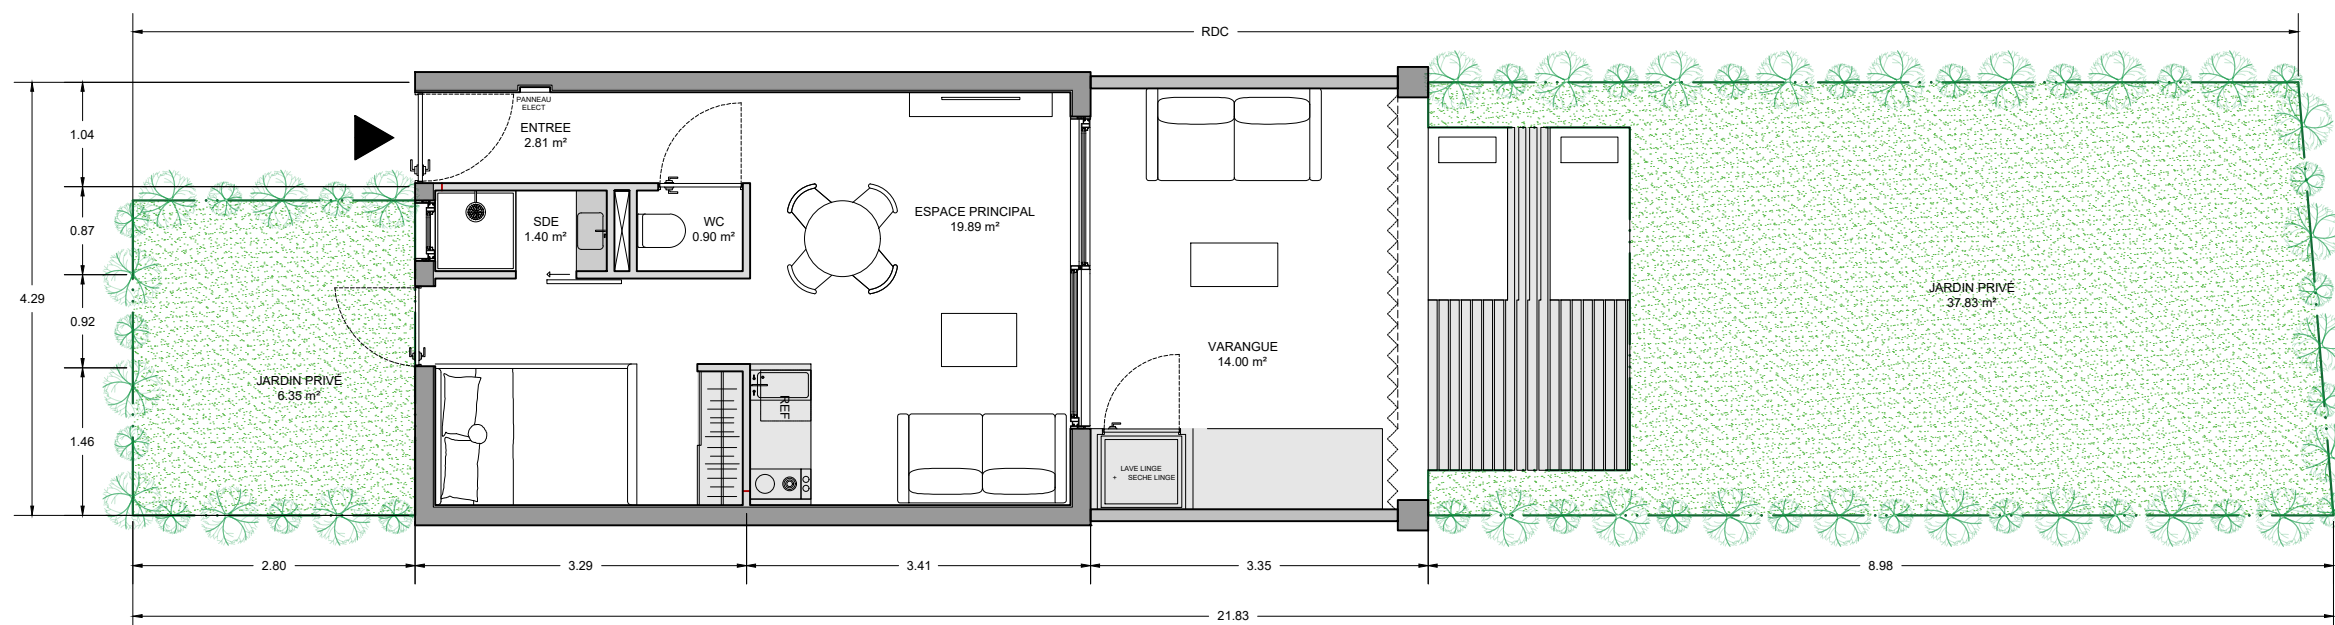 RDC
PANNEAU
ELECT
ENTREE
2.81 m²
1.04
0.87
4.29
0.92
1.46
SDE
1.40 m²
WC
0.90 m²
ESPACE PRINCIPAL
19.89 m²
JARDIN PRIVÉ
37.83 m²
VARANGUE
14.00 m²
JARDIN PRIVÉ
6.35 m²
REF
LAVE LINGE
+ SECHE LINGE
2.80
3.29
3.41
3.35
8.98
21.83